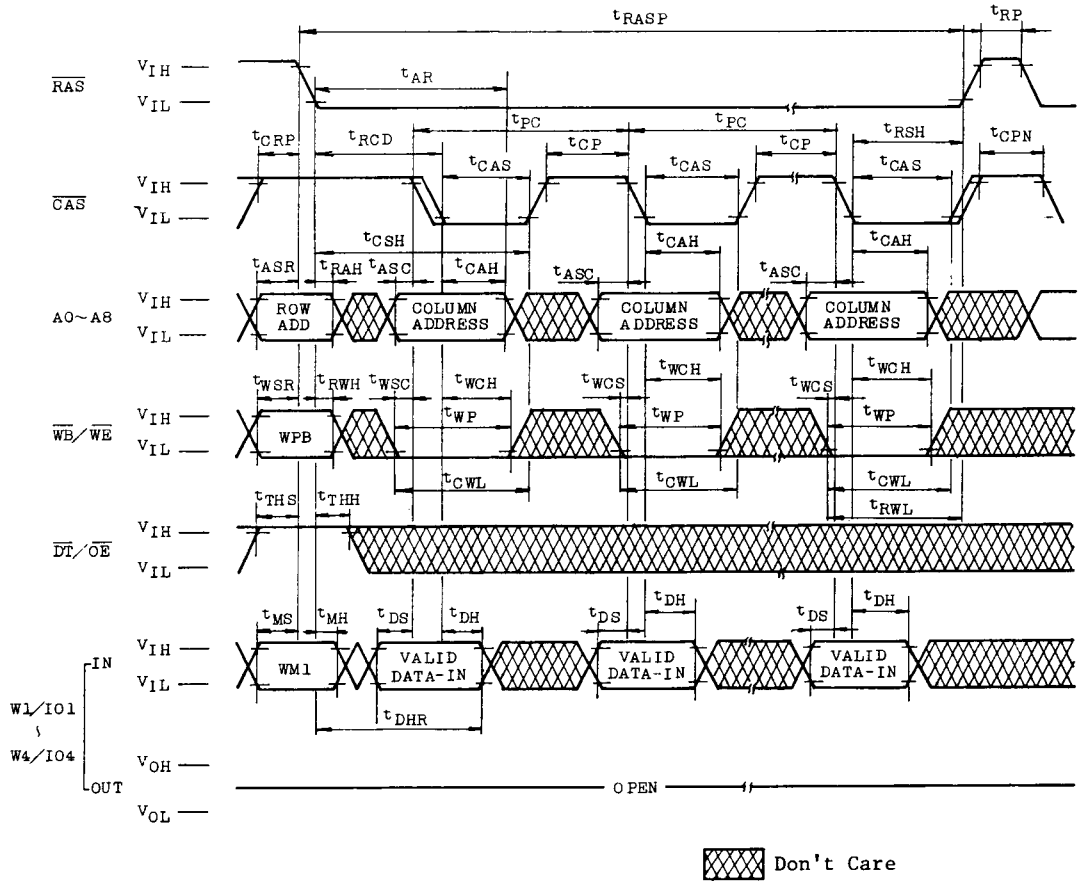 tRASP
tRP
RAS
VIH
VIL
tAR
tPC
tPC
tCRP
tRCD
tCAS
tCP
tCAS
tCP
tRSH
tCAS
tCPN
CAS
VIH
VIL
tCSH
tCAH
tCAH
tASR
tRAH
tASC
tCAH
tASC
tASC
A0~A8
VIH
VIL
ROW ADD
COLUMN ADDRESS
COLUMN ADDRESS
COLUMN ADDRESS
tWSR
tRWH
tWSC
tWCH
tWCS
tWCH
tWCS
tWCH
WB/WE
VIH
VIL
WPB
tWP
tWP
tWP
tCWL
tCWL
tCWL
tRWL
tTHS
tTHH
DT/OE
VIH
VIL
tMS
tMH
tDS
tDH
tDS
tDH
tDS
tDH
VIH
IN
VIL
WM1
VALID DATA-IN
VALID DATA-IN
VALID DATA-IN
tDHR
W1/IO1
~
W4/IO4
VOH
OUT
OPEN
VOL
Don't Care